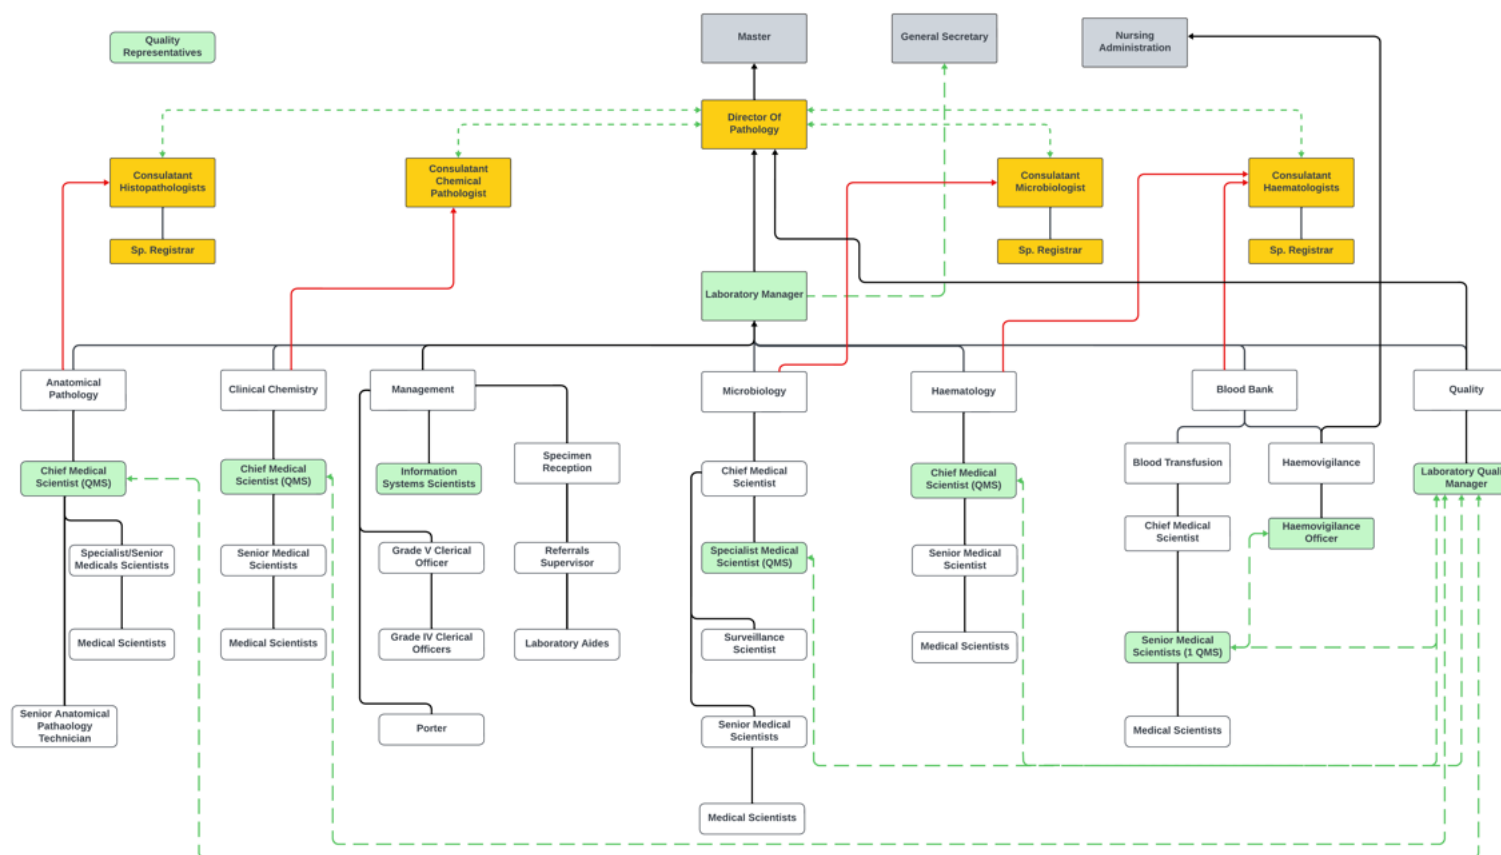 Quality
Representatives
Master
General Secretary
Nursing
Administration
Director Of
Pathology
Consulatant
Histopathologists
Consulatant
Chemical
Pathologist
Consulatant
Microbiologist
Consulatant
Haematologists
Sp. Registrar
Sp. Registrar
Sp. Registrar
Laboratory Manager
Anatomical
Pathology
Clinical Chemistry
Management
Microbiology
Haematology
Blood Bank
Quality
Chief Medical
Scientist (QMS)
Chief Medical
Scientist (QMS)
Information
Systems Scientists
Specimen
Reception
Chief Medical
Scientist
Chief Medical
Scientist (QMS)
Blood Transfusion
Haemovigilance
Laboratory Quali
Manager
Specialist/Senior
Medicals Scientists
Senior Medical
Scientists
Grade V Clerical
Officer
Referrals
Supervisor
Specialist Medical
Scientist (QMS)
Senior Medical
Scientist
Chief Medical
Scientist
Haemovigilance
Officer
Medical Scientists
Medical Scientists
Grade IV Clerical
Officers
Laboratory Aides
Surveillance
Scientist
Medical Scientists
Senior Medical
Scientists (1 QMS)
Senior Anatomical
Pathaology
Technician
Porter
Senior Medical
Scientists
Medical Scientists
Medical Scientists